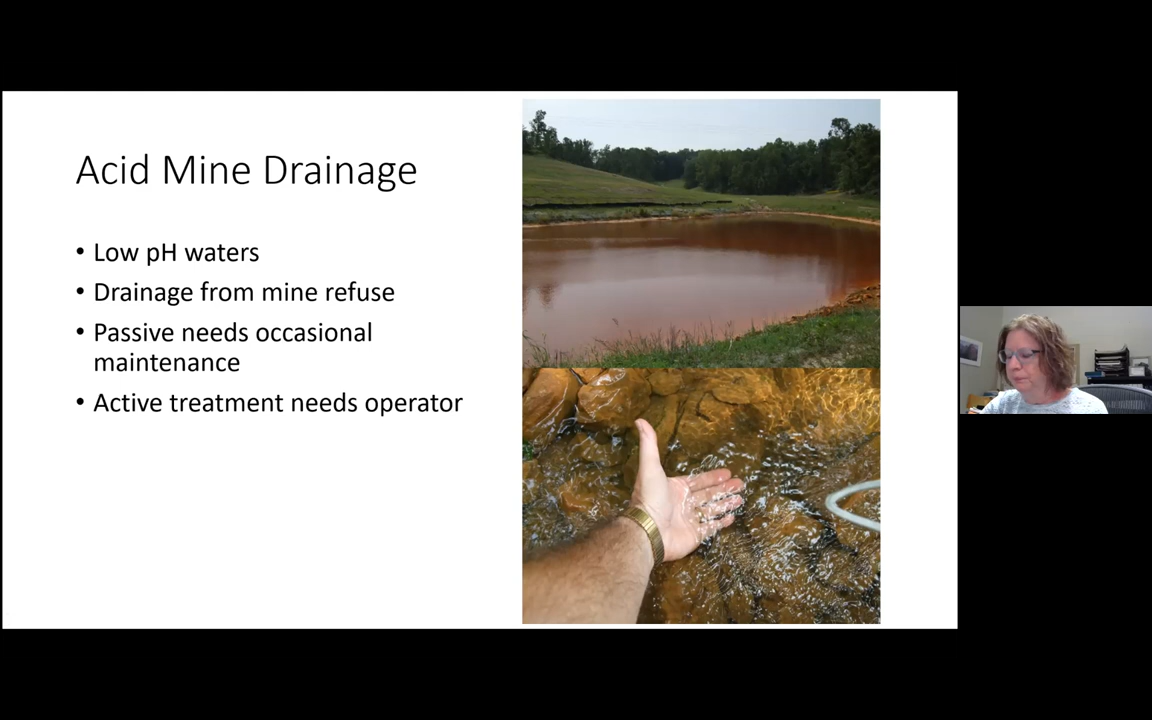 Acid Mine Drainage
• Low pH waters
• Drainage from mine refuse
• Passive needs occasional
maintenance
• Active treatment needs operator